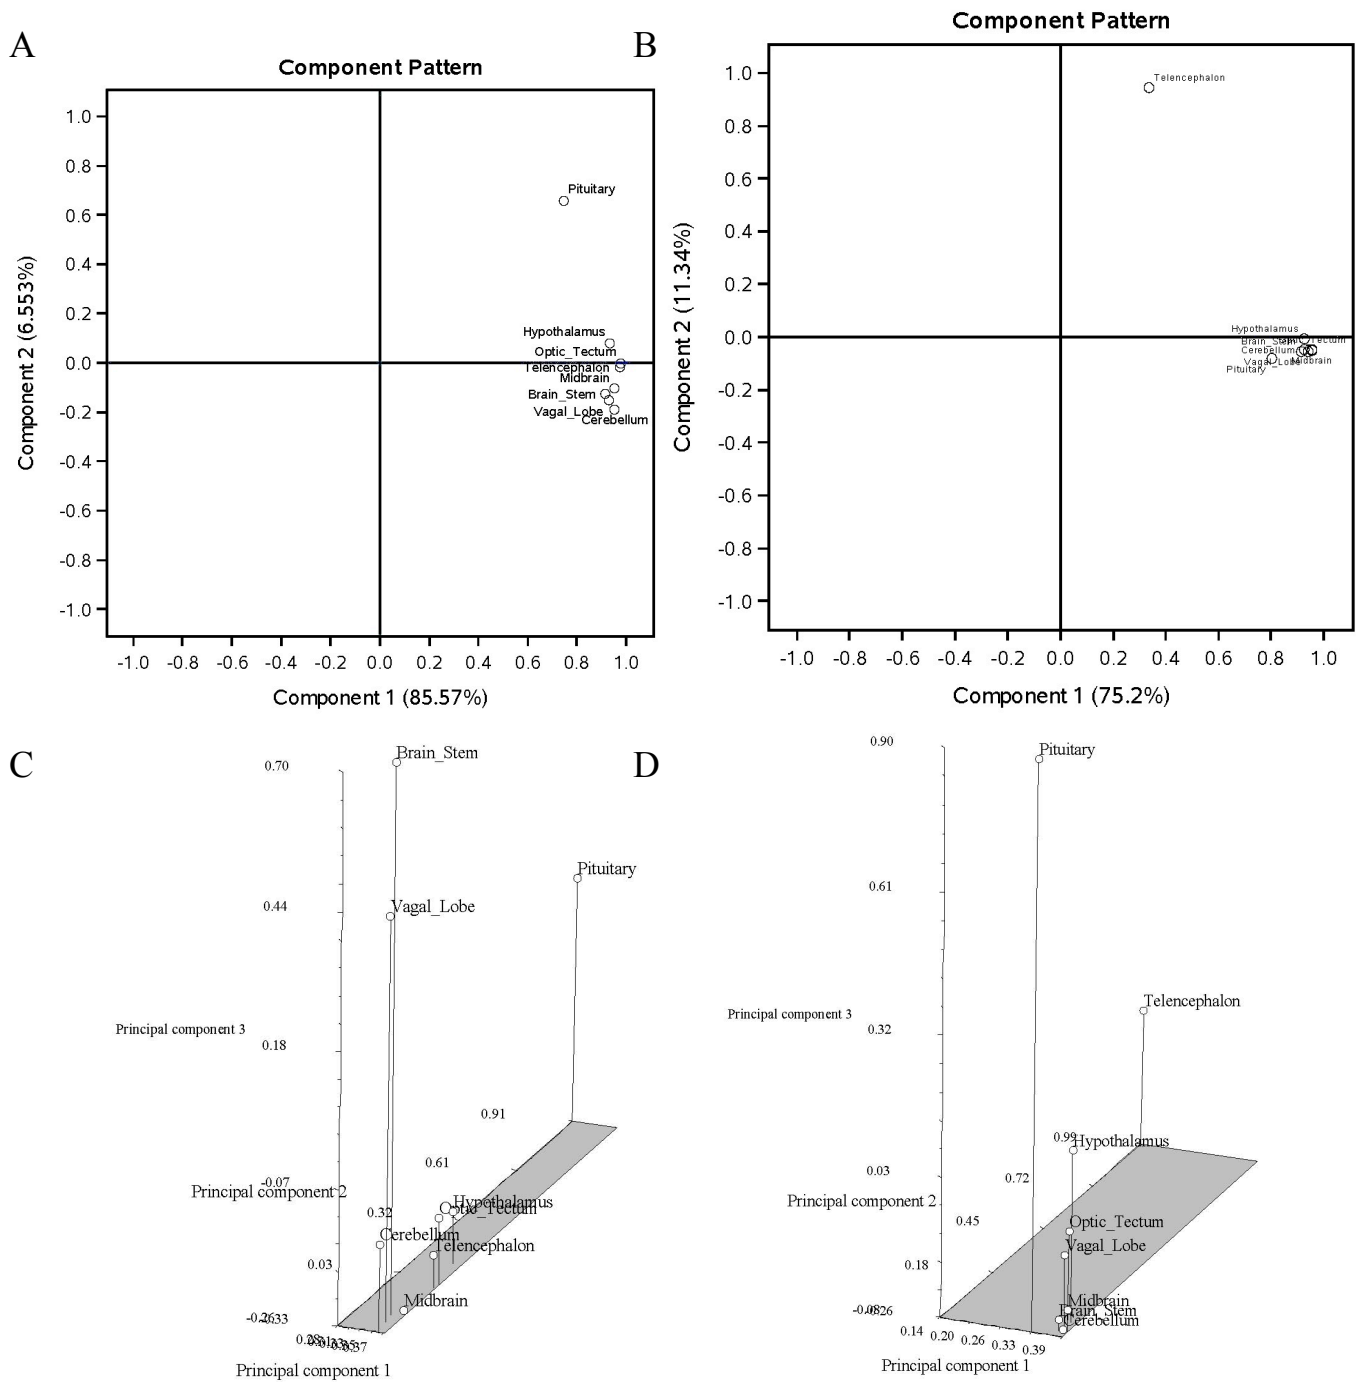 A
Component Pattern
Component 2 (6.553%)
1.0
0.8
0.6
0.4
0.2
0.0
-0.2
-0.4
-0.6
-0.8
-1.0
Pituitary
Hypothalamus
Optic_Tectum
Telencephalon
Midbrain
Brain_Stem
Vagal_Lobe
Cerebellum
-1.0 -0.8 -0.6 -0.4 -0.2 0.0 0.2 0.4 0.6 0.8 1.0
Component 1 (85.57%)
B
Component Pattern
Component 2 (11.34%)
1.0
0.8
0.6
0.4
0.2
0.0
-0.2
-0.4
-0.6
-0.8
-1.0
Telencephalon
Hypothalamus
Brain_Stem
Cerebellum
Midbrain
Vagal_Lobe
Pituitary
-1.0 -0.8 -0.6 -0.4 -0.2 0.0 0.2 0.4 0.6 0.8 1.0
Component 1 (75.2%)
C
0.70
0.44
0.18
-0.07
Principal component 3
Brain_Stem
Vagal_Lobe
Pituitary
0.91
0.61
0.32
0.03
Principal component 2
Hypothalamus
Optic_Tectum
Cerebellum
Telencephalon
Midbrain
Principal component 1
D
0.90
0.61
0.32
0.03
Principal component 3
Pituitary
Telencephalon
0.99
Hypothalamus
0.72
Principal component 2
0.45
Optic_Tectum
Vagal_Lobe
0.18
Midbrain
Brain_Stem
Cerebellum
0.14 0.20 0.26 0.33 0.39
Principal component 1